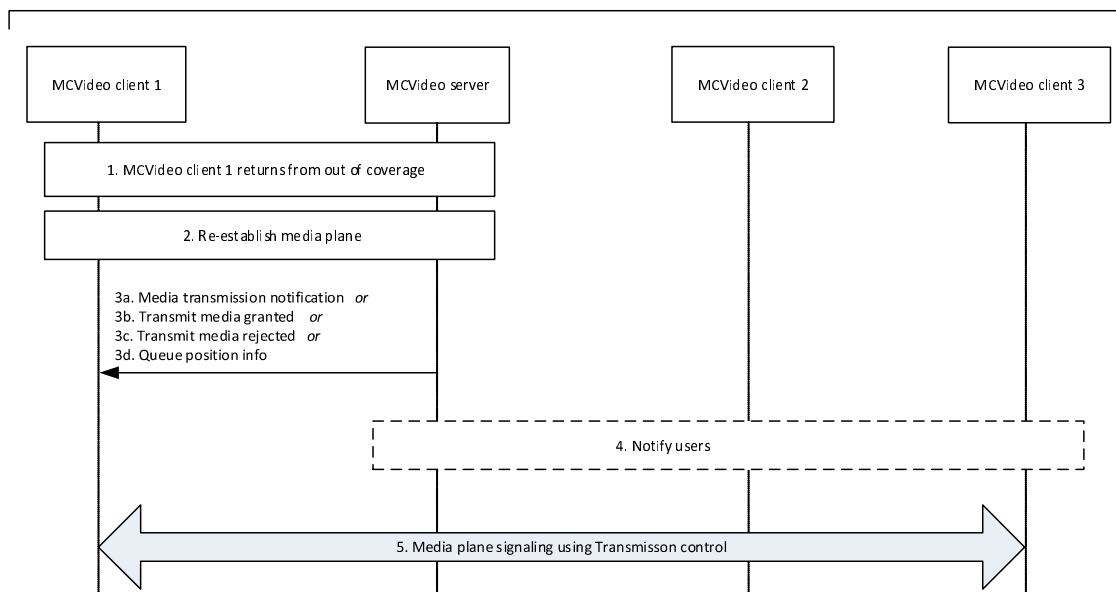 MCVideo client 1
MCVideo server
MCVideo client 2
MCVideo client 3
1. MCVideo client 1 returns from out of coverage
2. Re-establish media plane
3a. Media transmission notification or
3b. Transmit media granted or
3c. Transmit media rejected or
3d. Queue position info
4. Notify users
5. Media plane signaling using Transmisson control